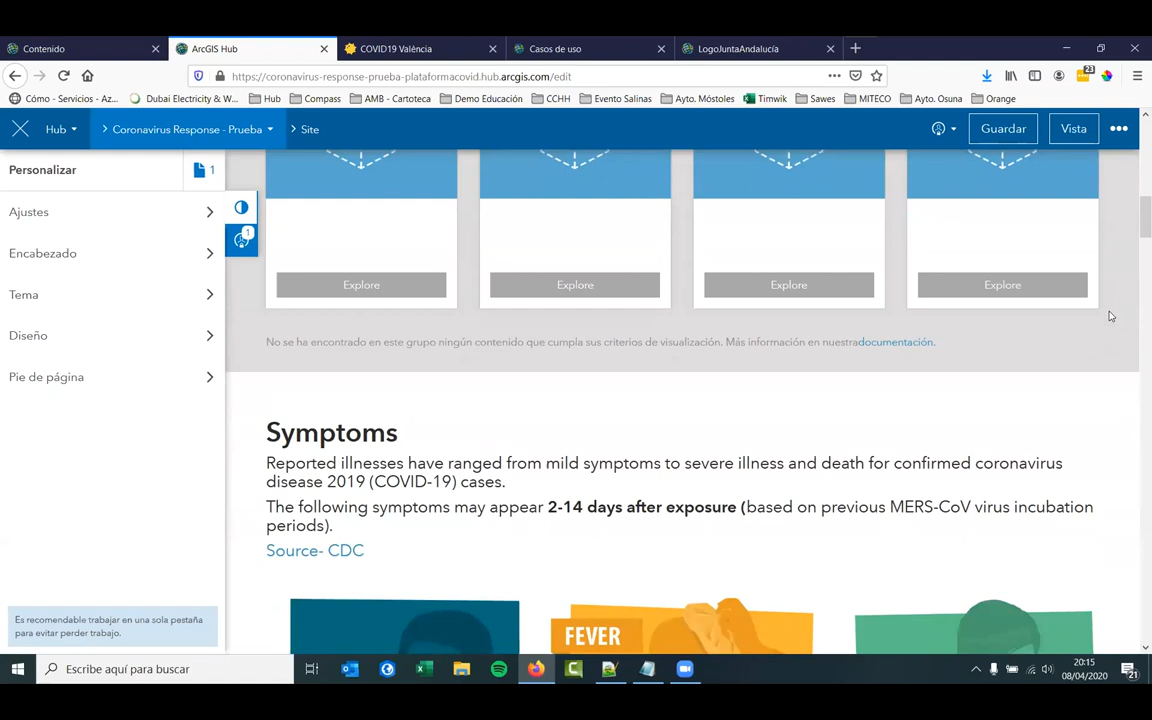 Contenido
ArcGIS Hub
COVID19 València
Casos de uso
LogoJuntaAndalucía
https://coronavirus-response-prueba-plataformacovid.hub.arcgis.com/edit
23
Cómo - Servicios - Az...
Dubai Electricity & W...
Hub
Compass
AMB - Cartoteca
Demo Educación
CCHH
Evento Salinas
Ayto. Móstoles
Timwik
Sawes
MITECO
Ayto. Osuna
Orange
Hub
Coronavirus Response - Prueba
Site
Guardar
Vista
Personalizar
1
Ajustes
1
Encabezado
Tema
Diseño
Pie de página
Es recomendable trabajar en una sola pestaña
para evitar perder trabajo.
Explore
Explore
Explore
Explore
No se ha encontrado en este grupo ningún contenido que cumpla sus criterios de visualización. Más información en nuestradocumentación.
Symptoms
Reported illnesses have ranged from mild symptoms to severe illness and death for confirmed coronavirus
disease 2019 (COVID-19) cases.
The following symptoms may appear 2-14 days after exposure (based on previous MERS-CoV virus incubation
periods).
Source- CDC
FEVER
Escribe aquí para buscar
20:15
08/04/2020
21